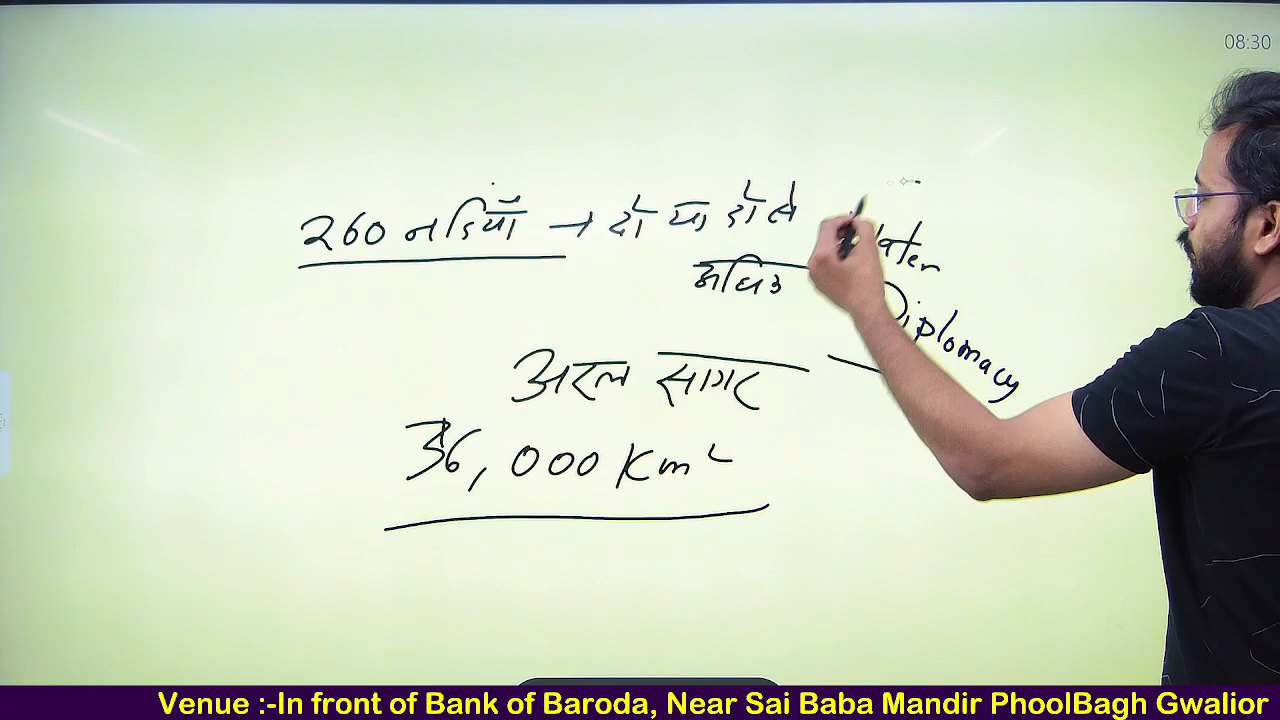 08:30
260 नदियाँ → दो या दो से
अधिक
Diplomacy
अरल सागर
36,000 Km²
Venue :-In front of Bank of Baroda, Near Sai Baba Mandir PhoolBagh Gwalior